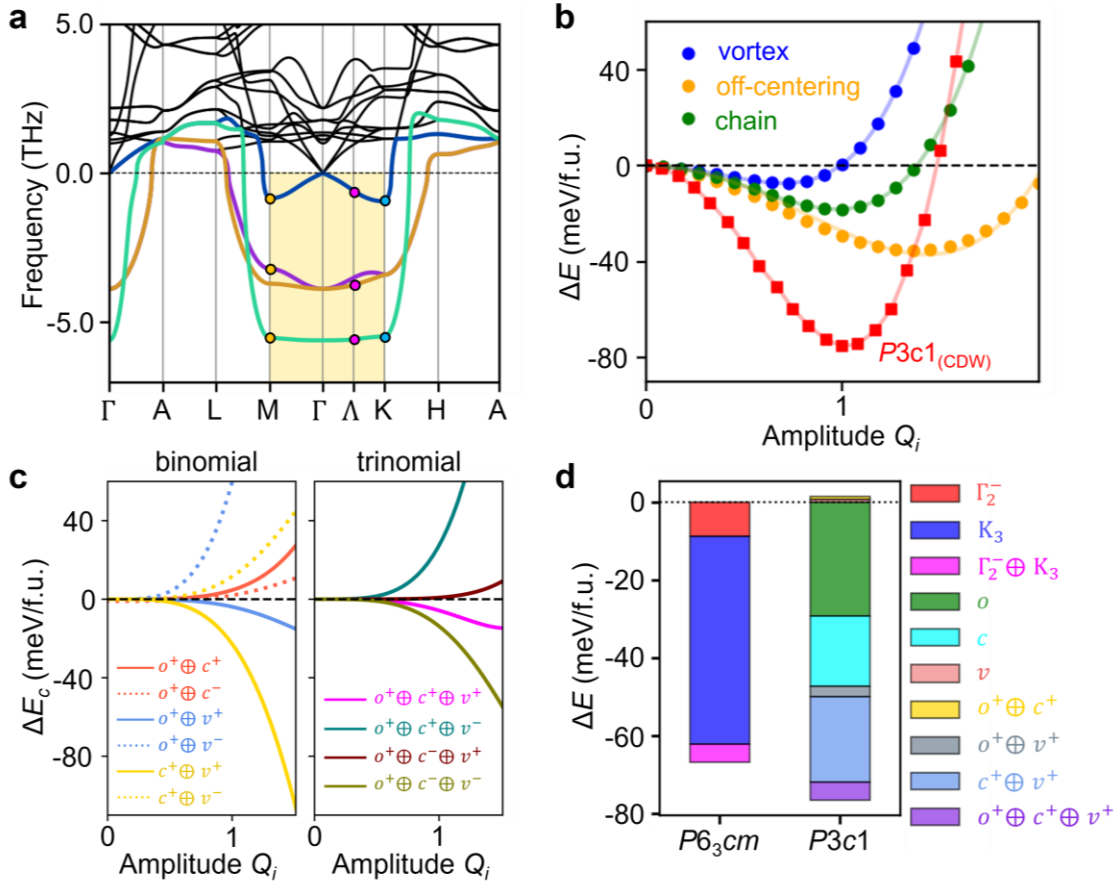 a
5.0
0.0
-5.0
Frequency (THz)
Γ A L M Γ Λ K H A
b
40
0
-40
-80
ΔE (meV/f.u.)
vortex
off-centering
chain
P3c1(CDW)
0 1
Amplitude Qᵢ
c
binomial trinomial
40
0
-40
-80
ΔE_c (meV/f.u.)
o⁺⊕ c⁺
o⁺⊕ c⁻
o⁺⊕ v⁺
o⁺⊕ v⁻
c⁺⊕ v⁺
c⁺⊕ v⁻
o⁺⊕ c⁺⊕ v⁺
o⁺⊕ c⁺⊕ v⁻
o⁺⊕ c⁻⊕ v⁺
o⁺⊕ c⁻⊕ v⁻
0 1 0 1
Amplitude Qᵢ Amplitude Qᵢ
d
0
-20
-40
-60
-80
ΔE (meV/f.u.)
P6₃cm P3c1
Γ₂⁻
K₃
Γ₂⁻⊕ K₃
o
c
v
o⁺⊕ c⁺
o⁺⊕ v⁺
c⁺⊕ v⁺
o⁺⊕ c⁺⊕ v⁺